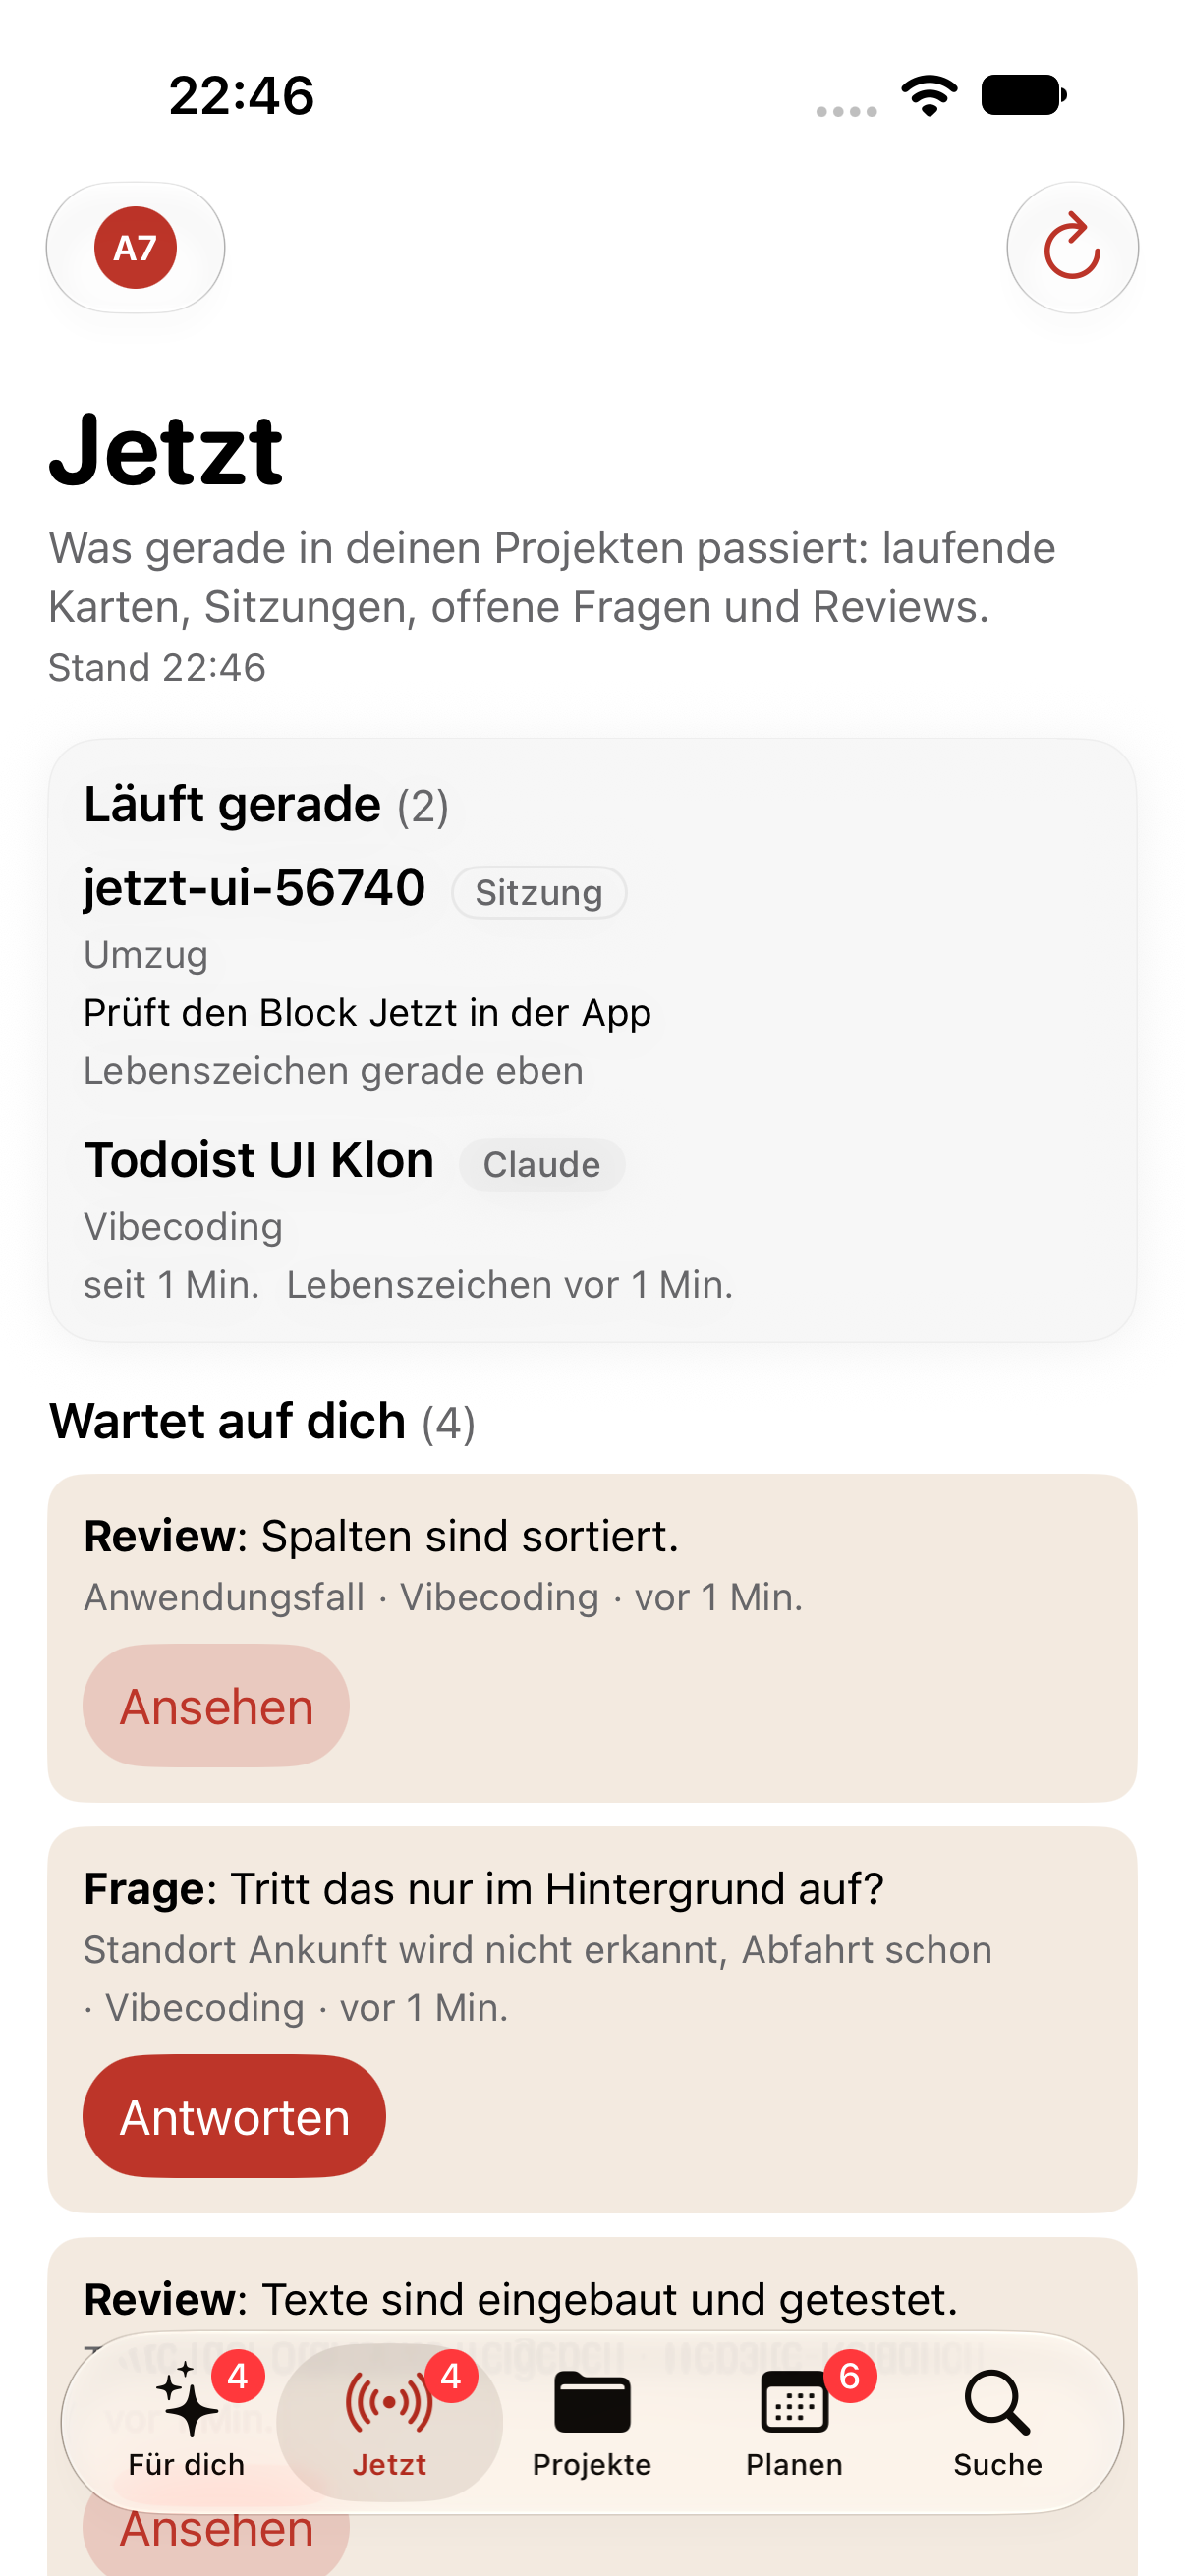 22:46
A7
Jetzt
Was gerade in deinen Projekten passiert: laufende
Karten, Sitzungen, offene Fragen und Reviews.
Stand 22:46
Läuft gerade (2)
jetzt-ui-56740 Sitzung
Umzug
Prüft den Block Jetzt in der App
Lebenszeichen gerade eben
Todoist UI Klon Claude
Vibecoding
seit 1 Min. Lebenszeichen vor 1 Min.
Wartet auf dich (4)
Review: Spalten sind sortiert.
Anwendungsfall · Vibecoding · vor 1 Min.
Ansehen
Frage: Tritt das nur im Hintergrund auf?
Standort Ankunft wird nicht erkannt, Abfahrt schon
· Vibecoding · vor 1 Min.
Antworten
Review: Texte sind eingebaut und getestet.
vor Min.
4 4 6
Für dich Jetzt Projekte Planen Suche
Ansehen